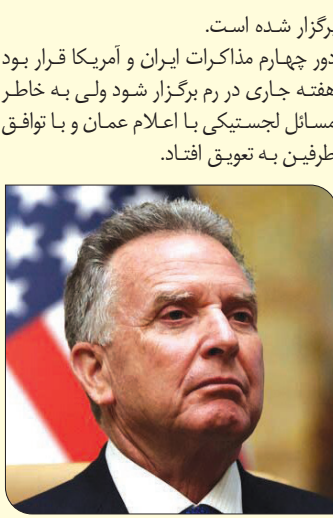 برگزار شده است.
دور چهارم مذاکرات ایران و آمریکا قرار بود
هفته جاری در رم برگزار شود ولی به خاطر
مسائل لجستیکی با اعلام عمان و با توافق
طرفین به تعویق افتاد.